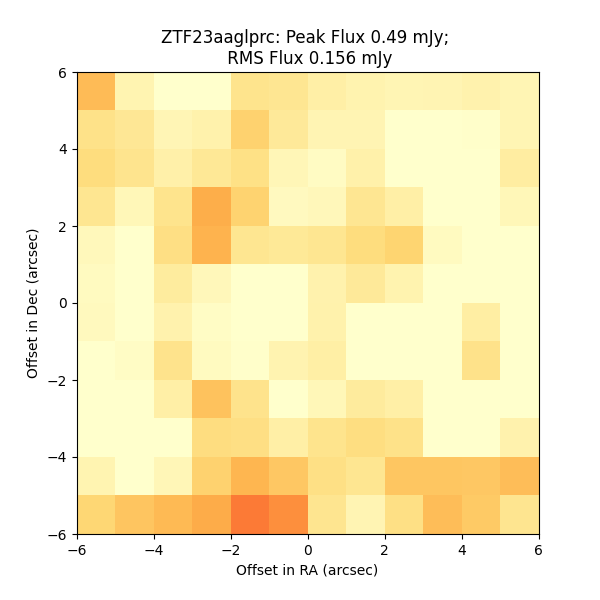 ZTF23aaglprc: Peak Flux 0.49 mJy;
RMS Flux 0.156 mJy
6
4
2
0
−2
−4
−6
Offset in Dec (arcsec)
−6 −4 −2 0 2 4 6
Offset in RA (arcsec)